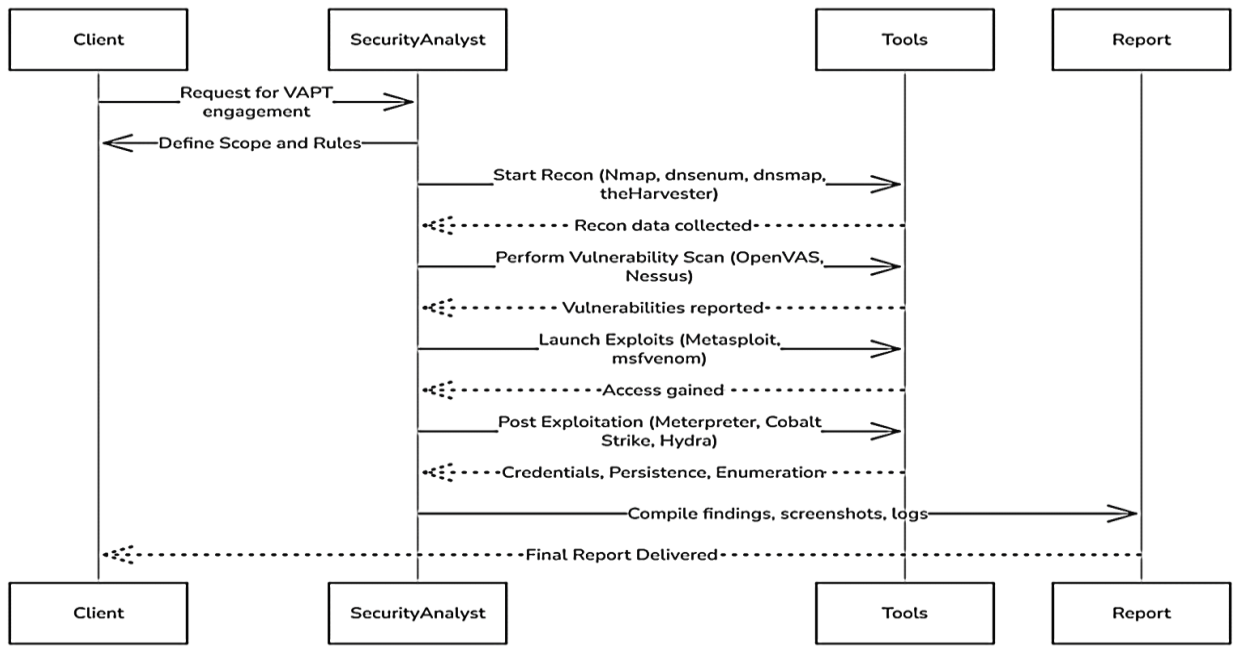 Client
SecurityAnalyst
Tools
Report
Request for VAPT
engagement
Define Scope and Rules
Start Recon (Nmap, dnsenum, dnsmap,
theHarvester)
Recon data collected
Perform Vulnerability Scan (OpenVAS,
Nessus)
Vulnerabilities reported
Launch Exploits (Metasploit,
msfvenom)
Access gained
Post Exploitation (Meterpreter, Cobalt
Strike, Hydra)
Credentials, Persistence, Enumeration
Compile findings, screenshots, logs
Final Report Delivered
Client
SecurityAnalyst
Tools
Report